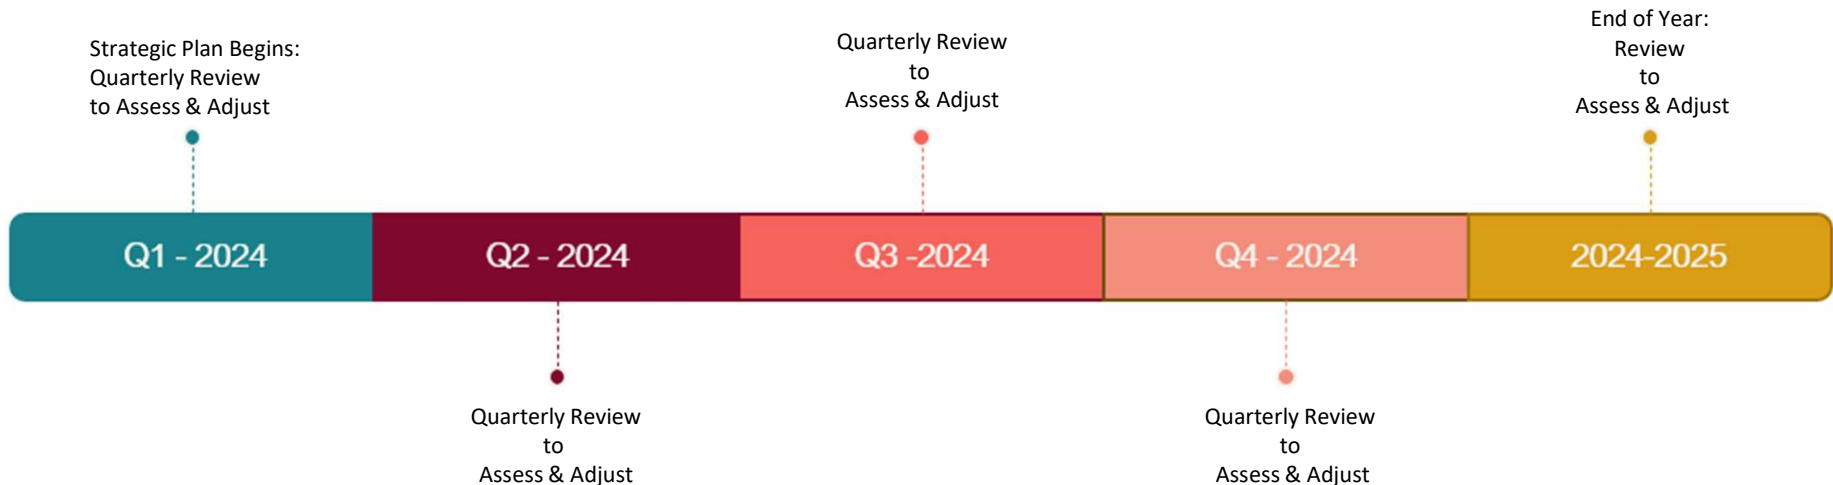 Strategic Plan Begins:
Quarterly Review
to Assess & Adjust
Quarterly Review
to
Assess & Adjust
End of Year:
Review
to
Assess & Adjust
Q1 - 2024
Q2 - 2024
Q3 -2024
Q4 - 2024
2024-2025
Quarterly Review
to
Assess & Adjust
Quarterly Review
to
Assess & Adjust